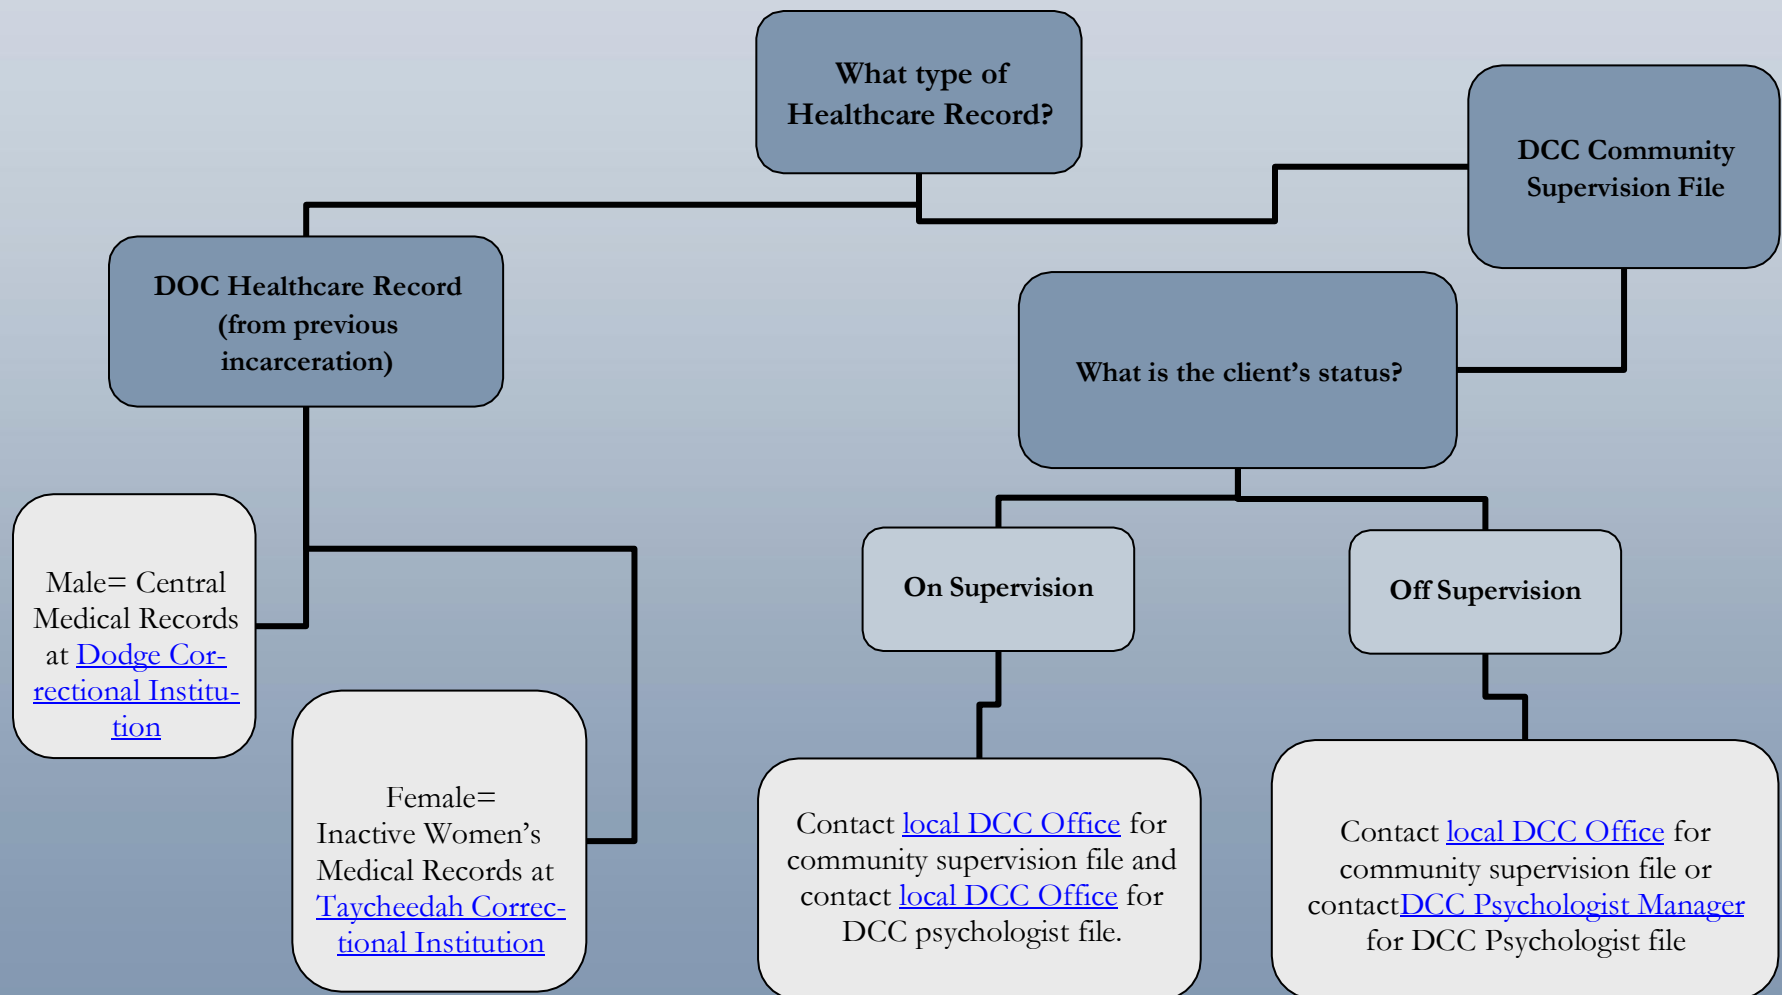 What type of
Healthcare Record?
DCC Community
Supervision File
DOC Healthcare Record
(from previous
incarceration)
What is the client’s status?
Male= Central
Medical Records
at Dodge Cor-
rectional Institu-
tion
Female=
Inactive Women’s
Medical Records at
Taycheedah Correc-
tional Institution
On Supervision
Off Supervision
Contact local DCC Office for
community supervision file and
contact local DCC Office for
DCC psychologist file.
Contact local DCC Office for
community supervision file or
contactDCC Psychologist Manager
for DCC Psychologist file